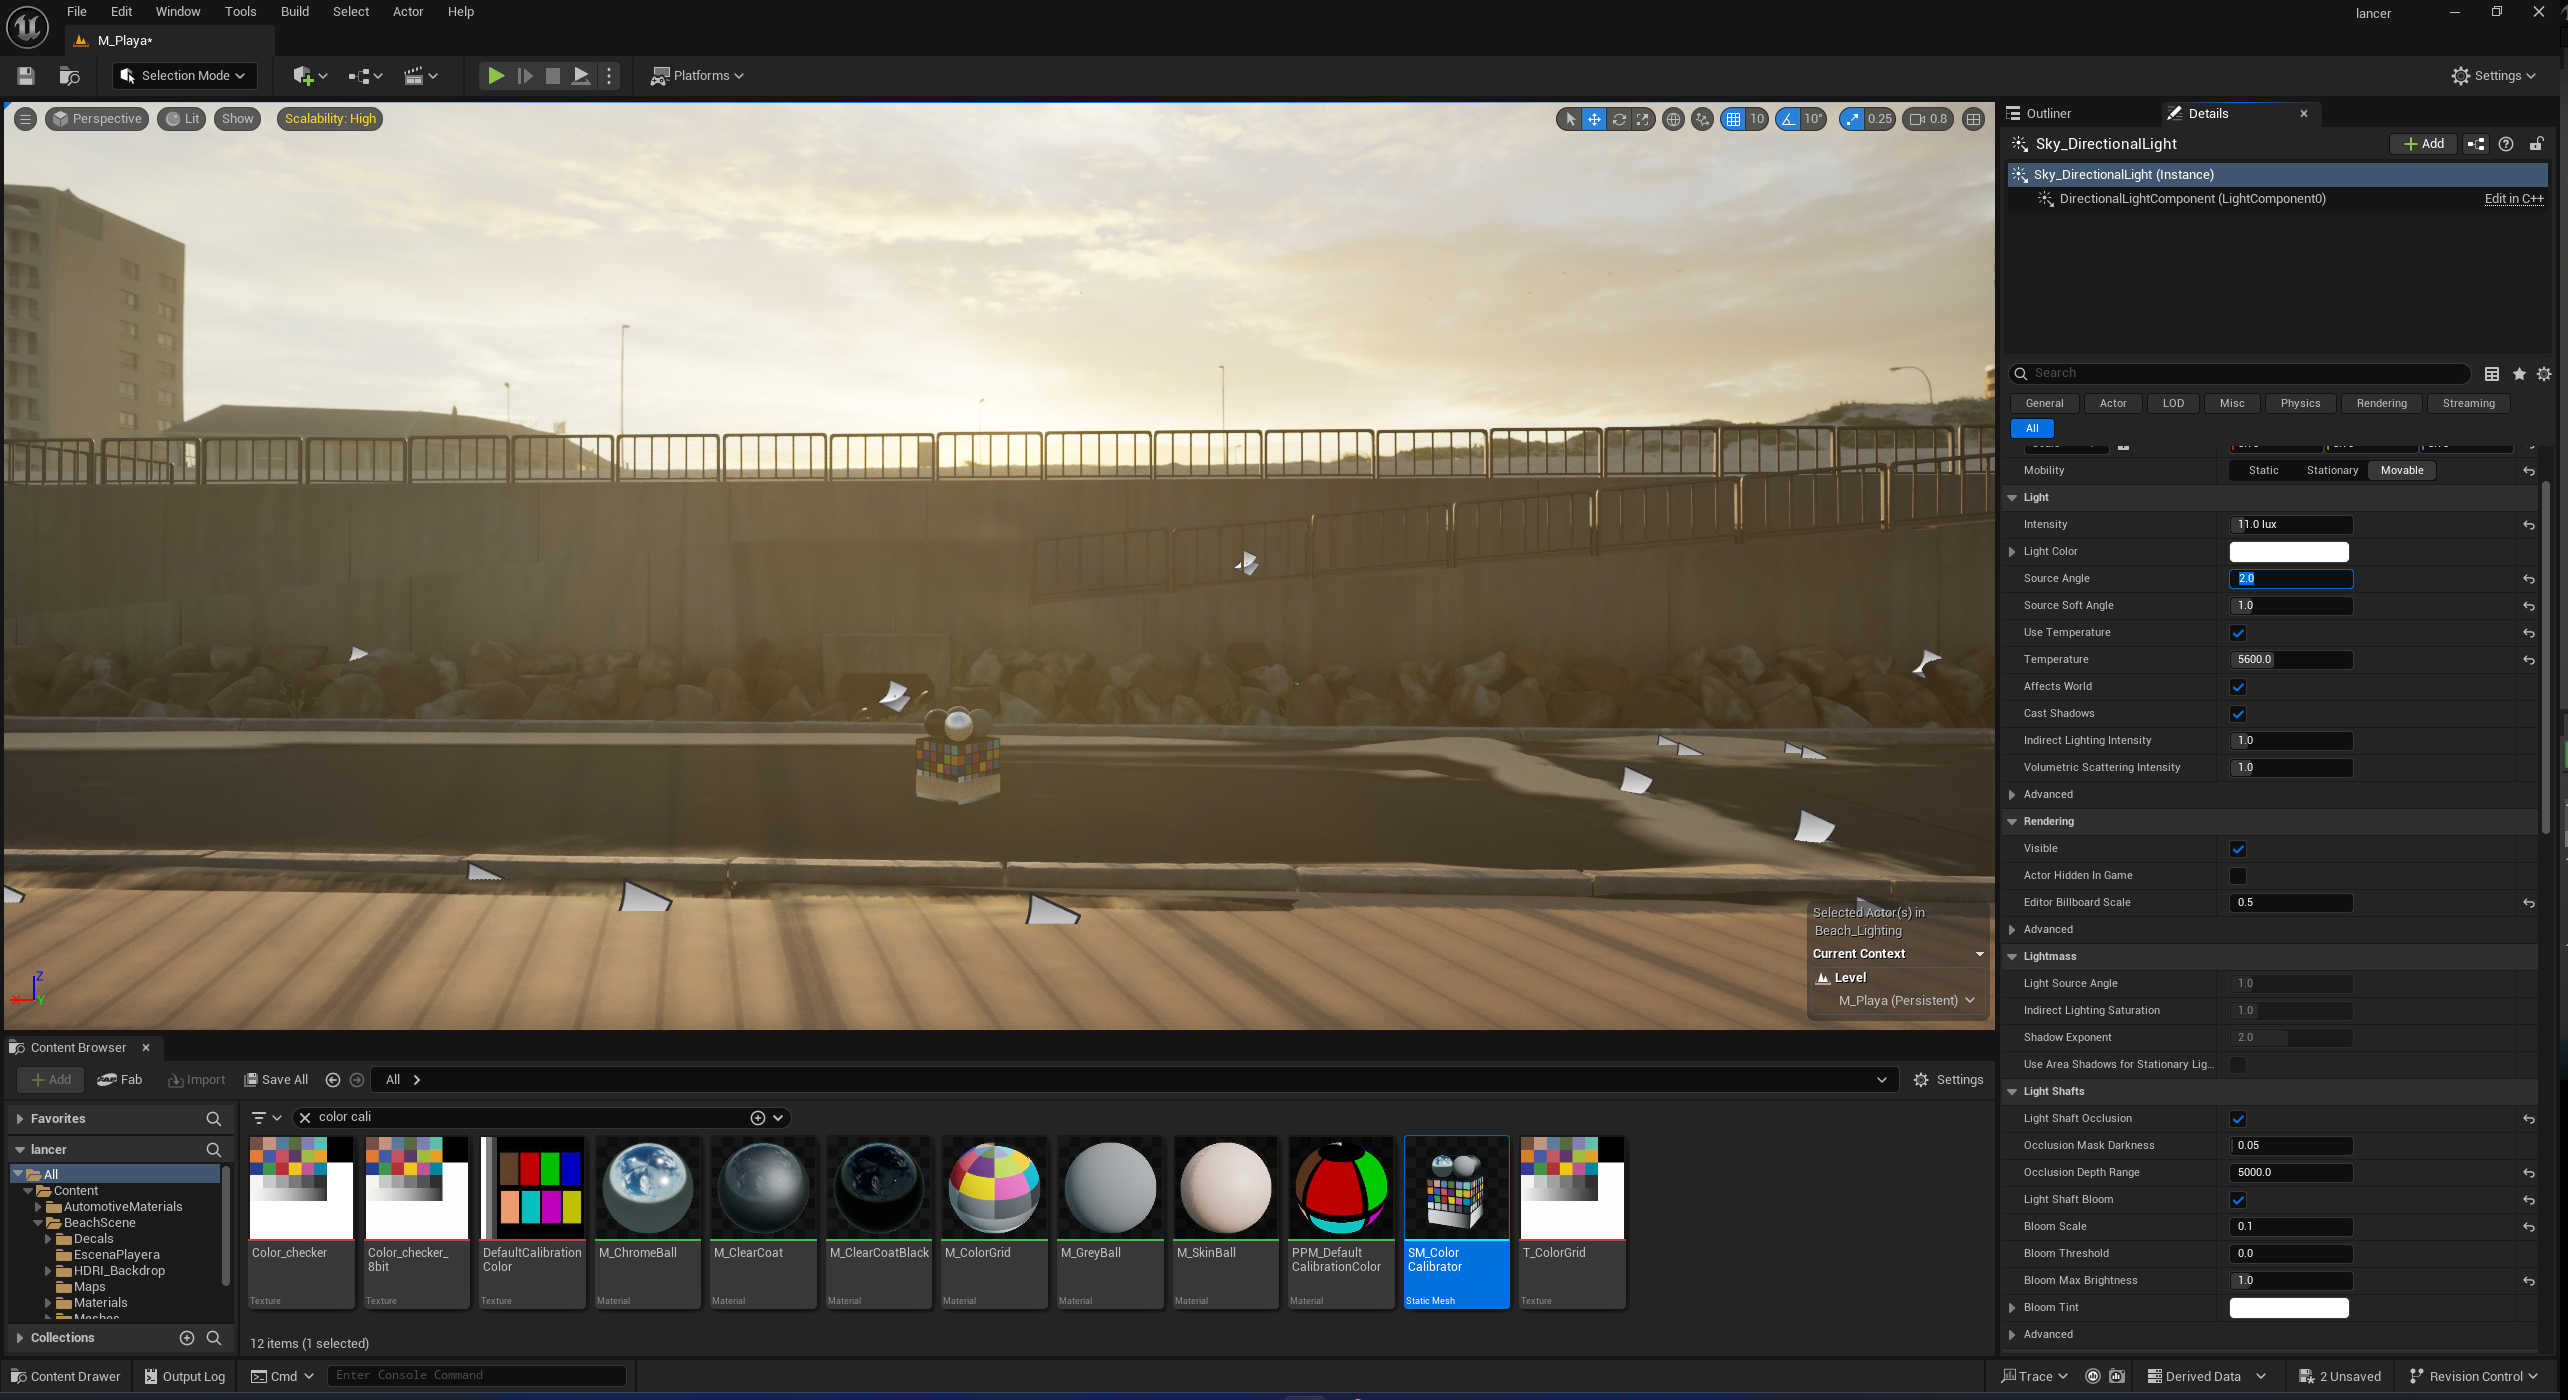 File Edit Window Tools Build Select Actor Help
lancer
M_Playa*
Selection Mode
Platforms
Settings
Perspective Lit Show Scalability: High
10 10° 0.25 0.8
Outliner Details
Sky_DirectionalLight
Add
Sky_DirectionalLight (Instance)
DirectionalLightComponent (LightComponent0) Edit in C++
Search
General Actor LOD Misc Physics Rendering Streaming
All
Mobility Static Stationary Movable
Light
Intensity 11.0 lux
Light Color
Source Angle 2.0
Source Soft Angle 1.0
Use Temperature
Temperature 5600.0
Affects World
Cast Shadows
Indirect Lighting Intensity 1.0
Volumetric Scattering Intensity 1.0
Advanced
Rendering
Visible
Actor Hidden In Game
Editor Billboard Scale 0.5
Advanced
Lightmass
Light Source Angle 1.0
Indirect Lighting Saturation 1.0
Shadow Exponent 2.0
Use Area Shadows for Stationary Lig...
Light Shafts
Light Shaft Occlusion
Occlusion Mask Darkness 0.05
Occlusion Depth Range 5000.0
Light Shaft Bloom
Bloom Scale 0.1
Bloom Threshold 0.0
Bloom Max Brightness 1.0
Bloom Tint
Advanced
Selected Actor(s) in
Beach_Lighting
Current Context
Level
M_Playa (Persistent)
Z
X
Y
Content Browser
Add Fab Import Save All All Settings
Favorites
lancer
All
Content
AutomotiveMaterials
BeachScene
Decals
EscenaPlayera
HDRI_Backdrop
Maps
Materials
Meshes
Collections
color cali
Color_checker
Texture
Color_checker_
8bit
Texture
DefaultCalibration
Color
Texture
M_ChromeBall
Material
M_ClearCoat
Material
M_ClearCoatBlack
Material
M_ColorGrid
Material
M_GreyBall
Material
M_SkinBall
Material
PPM_Default
CalibrationColor
Material
SM_Color
Calibrator
Static Mesh
T_ColorGrid
Texture
12 items (1 selected)
Content Drawer Output Log Cmd Enter Console Command
Trace Derived Data 2 Unsaved Revision Control